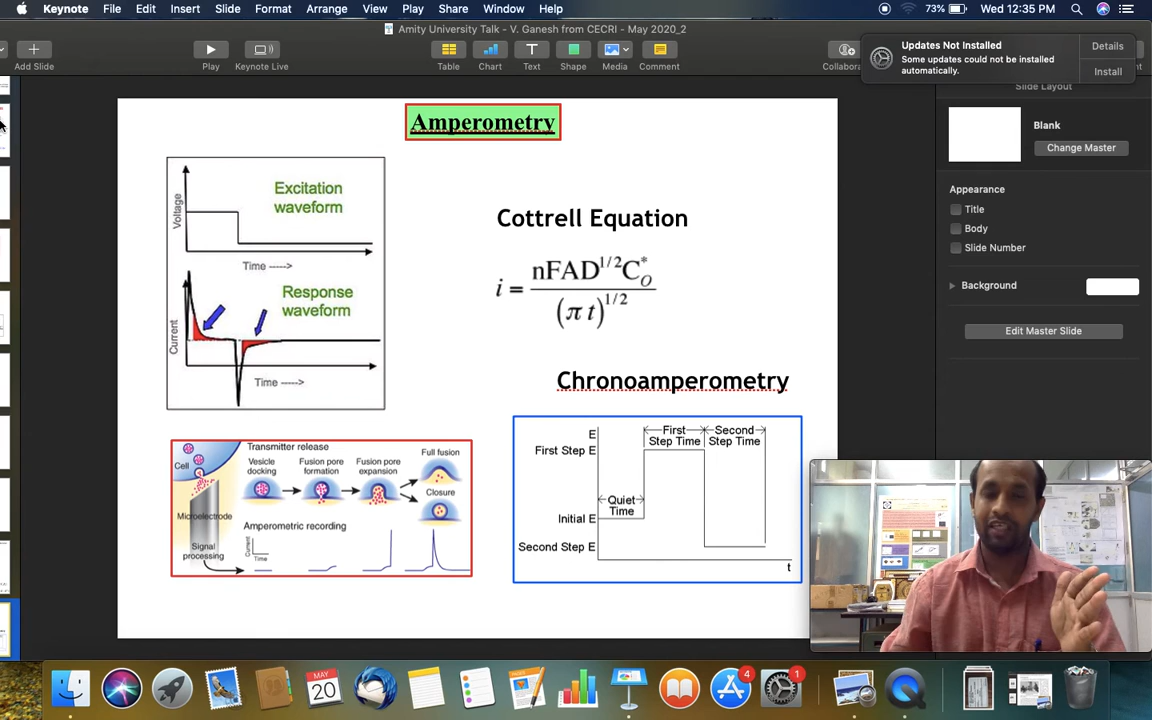 Keynote File Edit Insert Slide Format Arrange View Play Share Window Help
73% Wed 12:35 PM
Amity University Talk - V. Ganesh from CECRI - May 2020_2
Add Slide
Play
Keynote Live
Table
Chart
Text
Shape
Media
Comment
Updates Not Installed
Some updates could not be installed
automatically.
Details
Install
Slide Layout
Blank
Change Master
Appearance
Title
Body
Slide Number
Background
Edit Master Slide
Amperometry
Excitation
waveform
Voltage
Time ---->
Response
waveform
Current
Time ---->
Cottrell Equation
i = nFAD^1/2 C_O^* / (π t)^1/2
Chronoamperometry
Transmitter release
Cell
Vesicle
docking
Fusion pore
formation
Fusion pore
expansion
Full fusion
Closure
Microelectrode
Amperometric recording
Signal
processing
Current
Time
E
First Step E
First
Step Time
Second
Step Time
Quiet
Time
Initial E
Second Step E
t
MAY
20
4
1